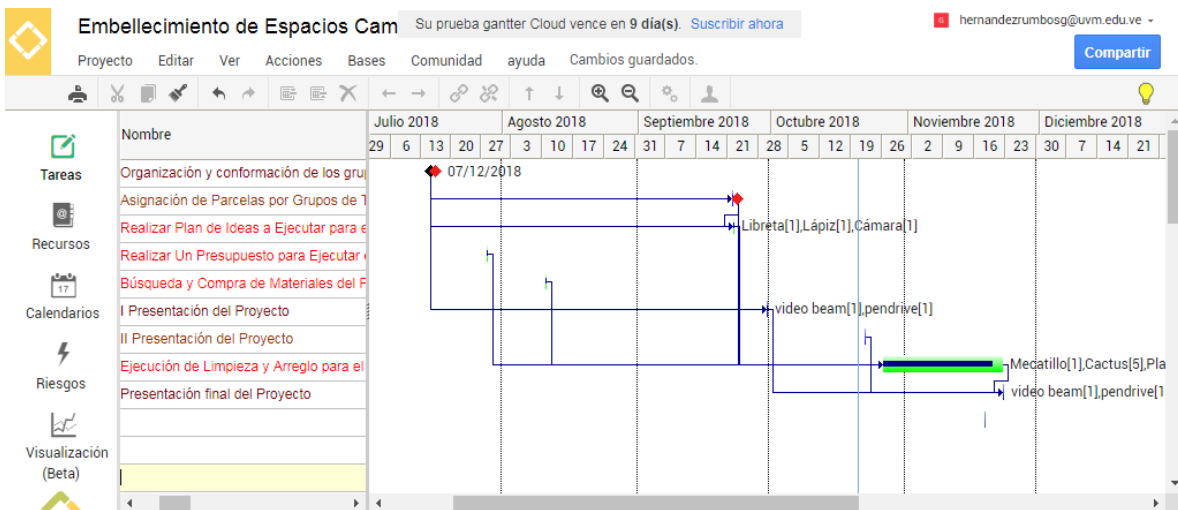 Embellecimiento de Espacios Cam
Su prueba gantter Cloud vence en 9 día(s). Suscribir ahora
G hernandezrumbosg@uvm.edu.ve
Proyecto Editar Ver Acciones Bases Comunidad ayuda Cambios guardados.
Compartir
Tareas
Recursos
17
Calendarios
Riesgos
Visualización
(Beta)
Nombre
Julio 2018 Agosto 2018 Septiembre 2018 Octubre 2018 Noviembre 2018 Diciembre 2018
29 6 13 20 27 3 10 17 24 31 7 14 21 28 5 12 19 26 2 9 16 23 30 7 14 21
Organización y conformación de los gru
07/12/2018
Asignación de Parcelas por Grupos de T
Realizar Plan de Ideas a Ejecutar para e
Libreta[1],Lápiz[1],Cámara[1]
Realizar Un Presupuesto para Ejecutar
Búsqueda y Compra de Materiales del P
I Presentación del Proyecto
video beam[1],pendrive[1]
II Presentación del Proyecto
Ejecución de Limpieza y Arreglo para el
Mecatillo[1],Cactus[5],Pla
Presentación final del Proyecto
video beam[1],pendrive[1